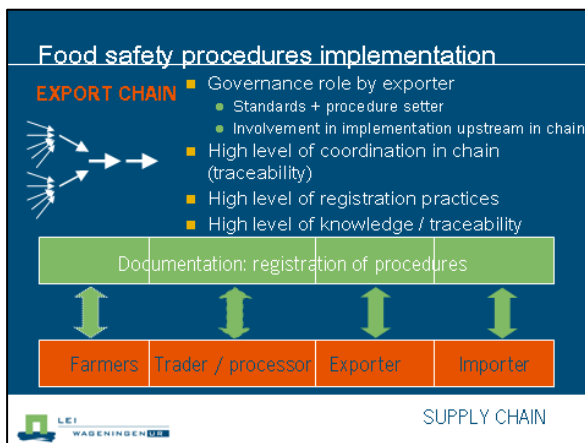 Food safety procedures implementation
EXPORT CHAIN
Governance role by exporter
Standards + procedure setter
Involvement in implementation upstream in chain
High level of coordination in chain
(traceability)
High level of registration practices
High level of knowledge / traceability
Documentation: registration of procedures
Farmers
Trader / processor
Exporter
Importer
LEI
WAGENINGEN UR
SUPPLY CHAIN